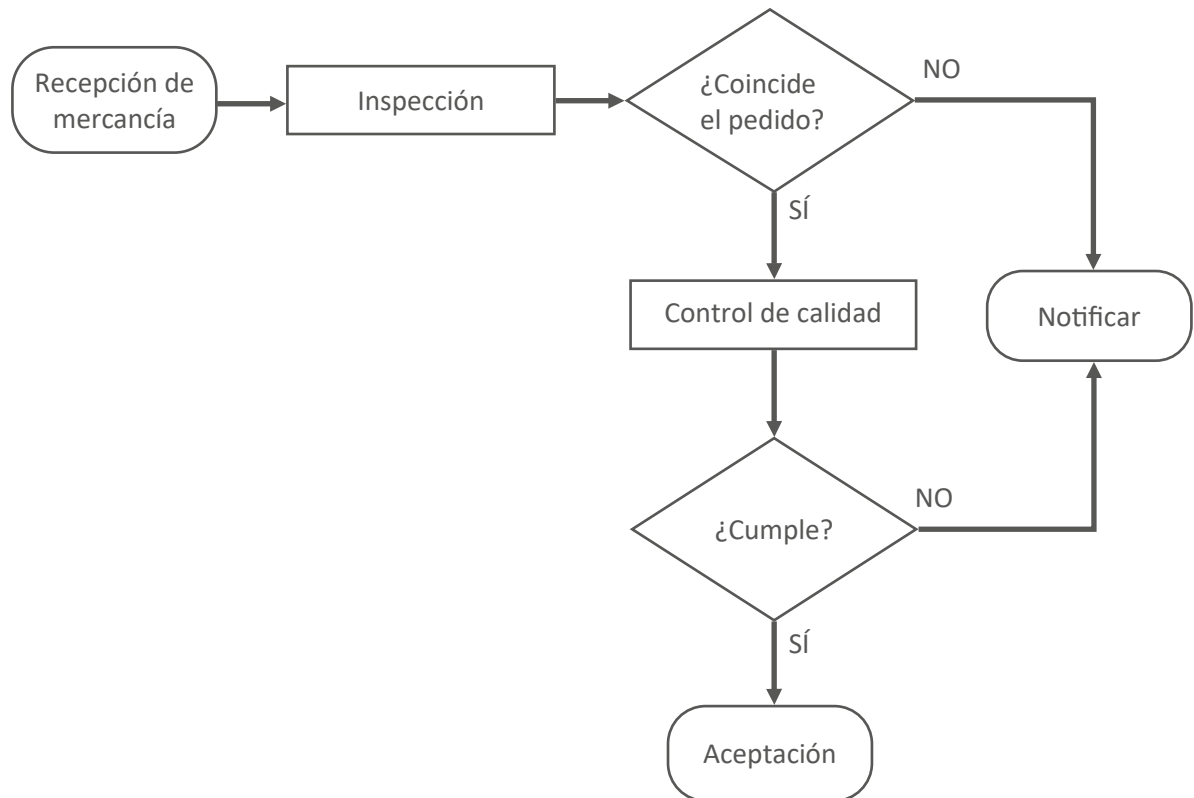 Recepción de
mercancía
Inspección
¿Coincide
el pedido?
NO
SÍ
Control de calidad
Notificar
¿Cumple?
NO
SÍ
Aceptación